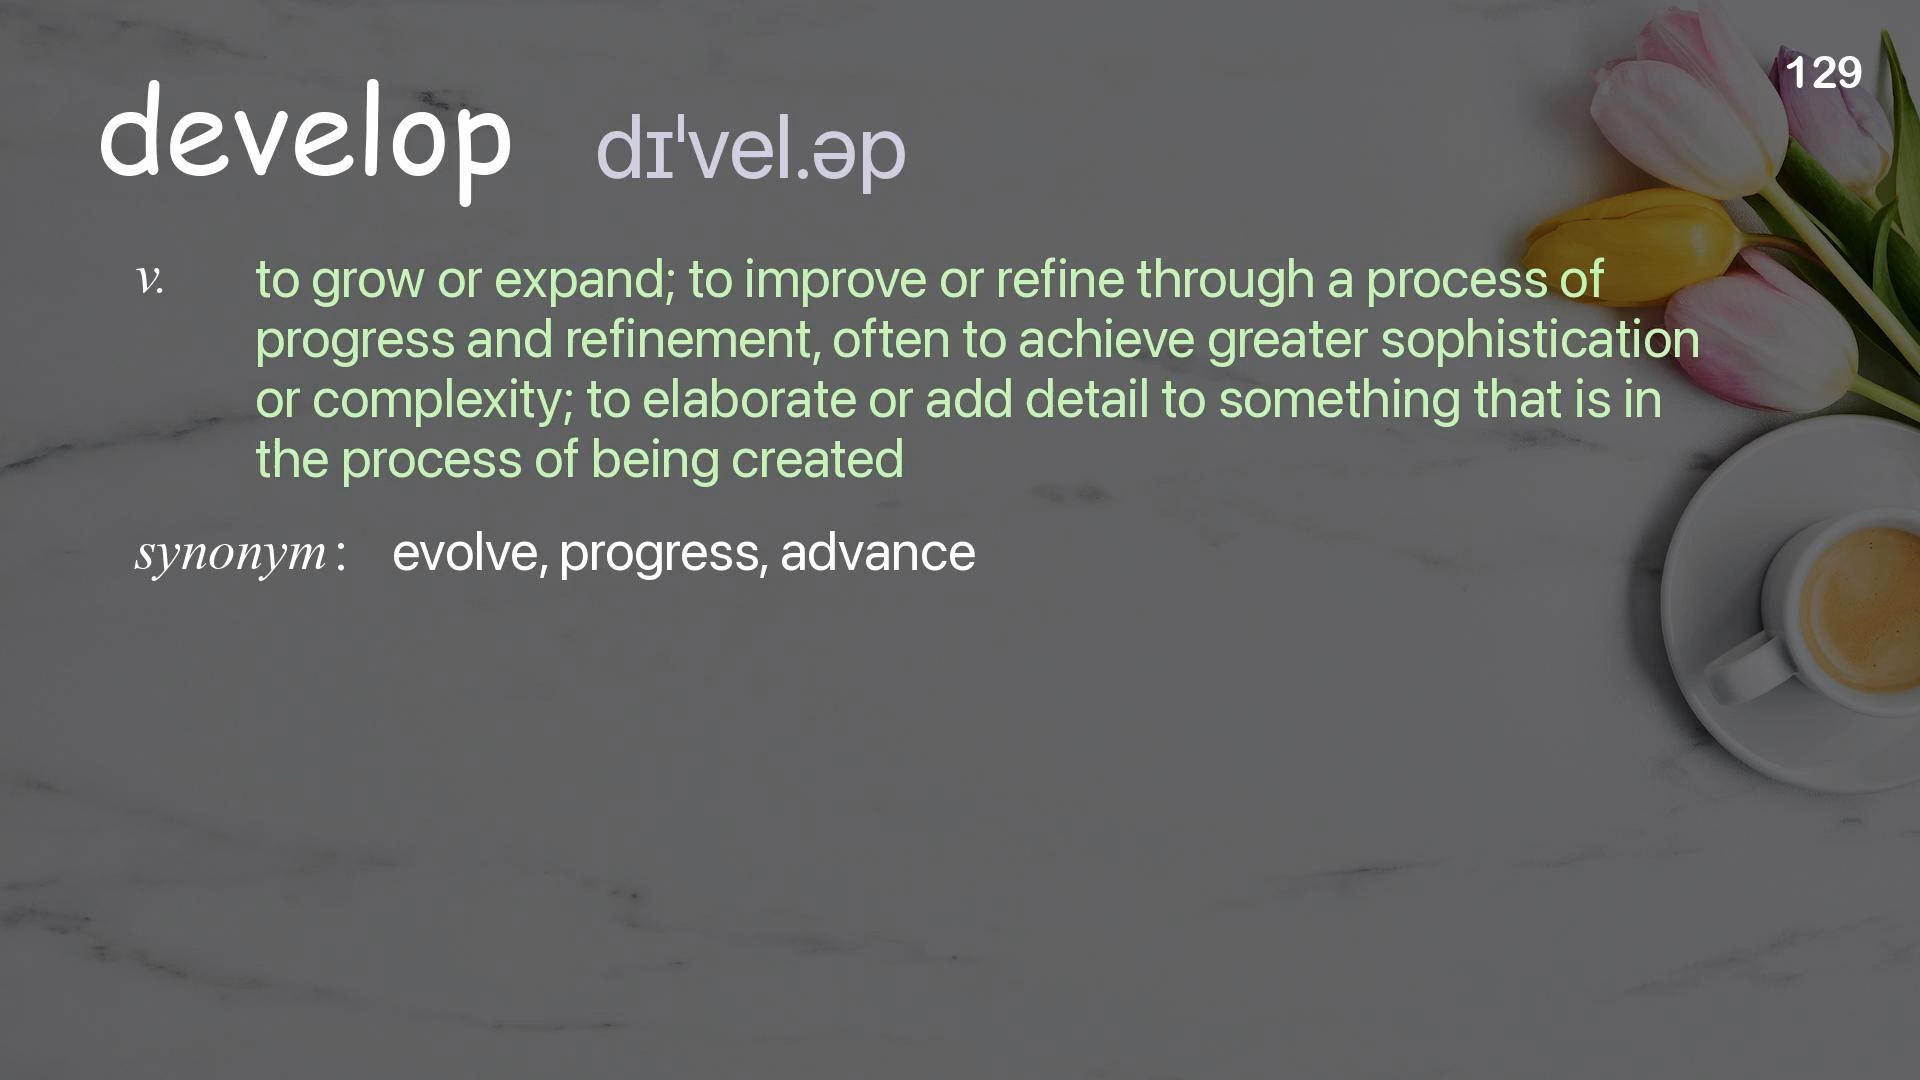 129
develop dɪˈvel.əp
v. to grow or expand; to improve or refine through a process of
progress and refinement, often to achieve greater sophistication
or complexity; to elaborate or add detail to something that is in
the process of being created
synonym : evolve, progress, advance